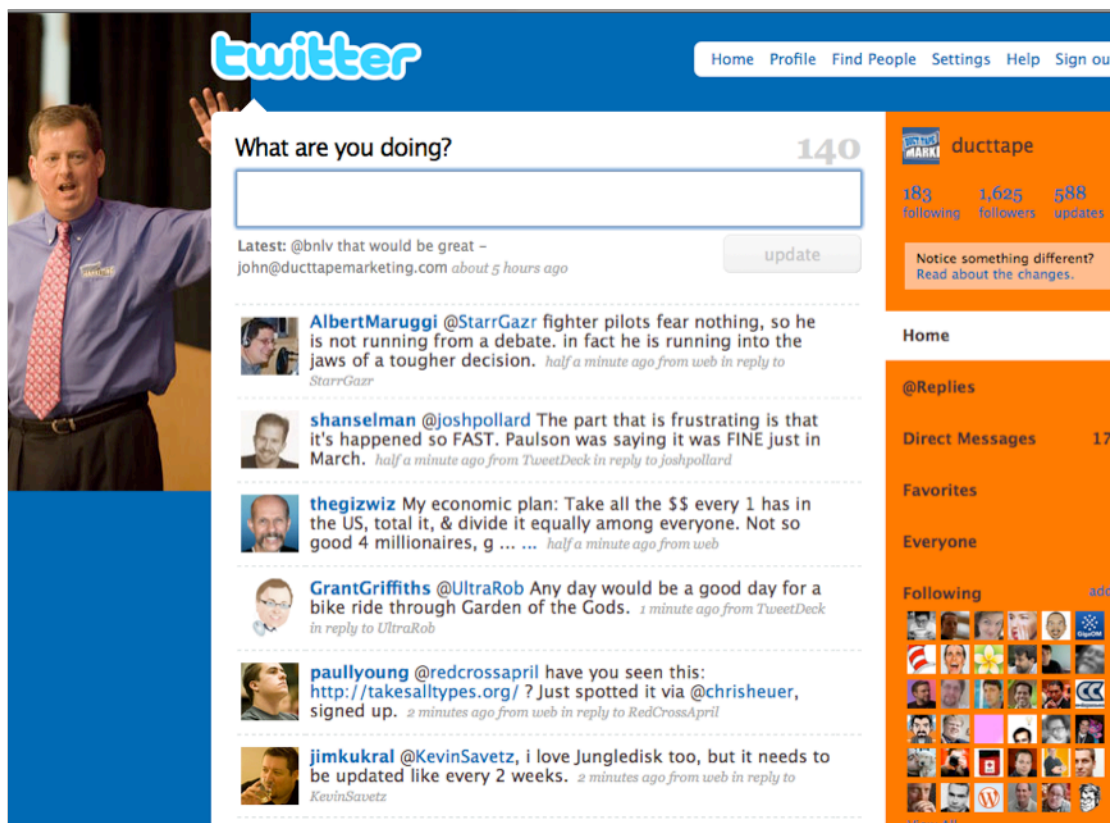 twitter
Home Profile Find People Settings Help Sign ou
What are you doing?
140
Latest: @bnlv that would be great –
john@ducttapemarketing.com about 5 hours ago
update
AlbertMaruggi @StarrGazr fighter pilots fear nothing, so he
is not running from a debate. in fact he is running into the
jaws of a tougher decision. half a minute ago from web in reply to
StarrGazr
shanselman @joshpollard The part that is frustrating is that
it's happened so FAST. Paulson was saying it was FINE just in
March. half a minute ago from TweetDeck in reply to joshpollard
thegizwiz My economic plan: Take all the $$ every 1 has in
the US, total it, & divide it equally among everyone. Not so
good 4 millionaires, g ... ... half a minute ago from web
GrantGriffiths @UltraRob Any day would be a good day for a
bike ride through Garden of the Gods. 1 minute ago from TweetDeck
in reply to UltraRob
paullyoung @redcrossapril have you seen this:
http://takesalltypes.org/ ? Just spotted it via @chrisheuer,
signed up. 2 minutes ago from web in reply to RedCrossApril
jimkukral @KevinSavetz, i love Jungledisk too, but it needs to
be updated like every 2 weeks. 2 minutes ago from web in reply to
KevinSavetz
ducttape
183 1,625 588
following followers updates
Notice something different?
Read about the changes.
Home
@Replies
Direct Messages 17
Favorites
Everyone
Following add
GigaOM